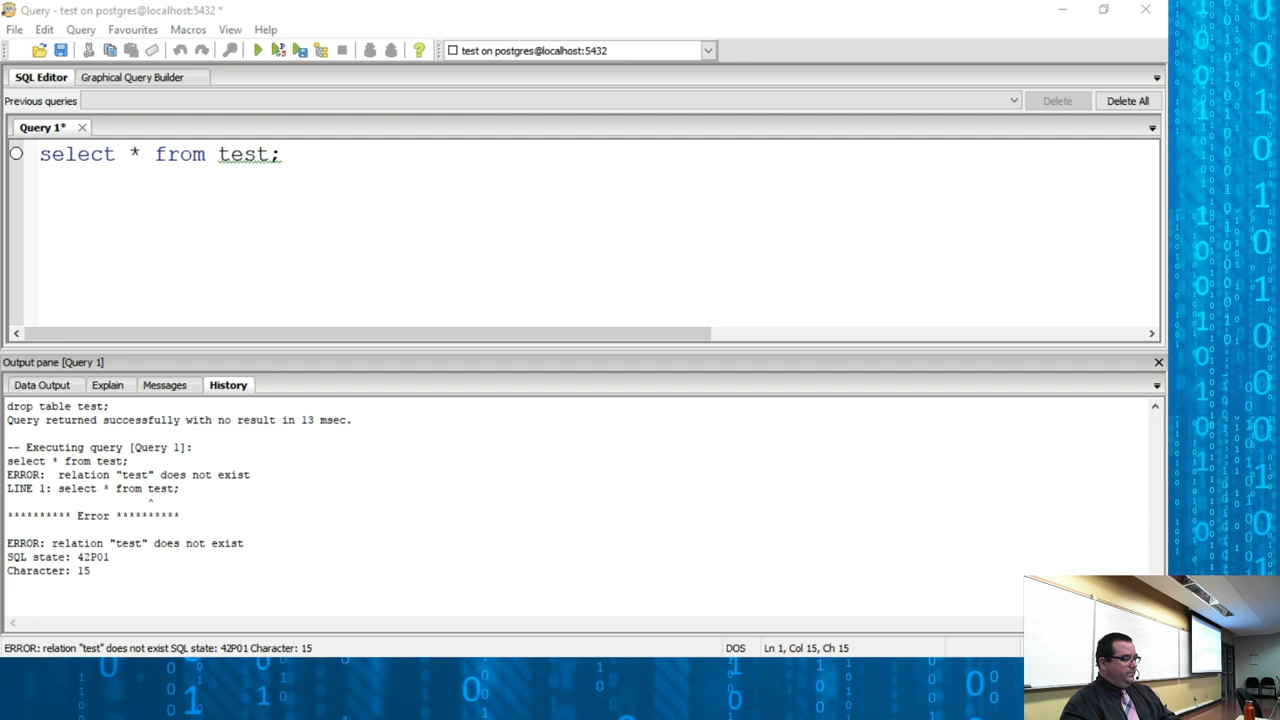 Query - test on postgres@localhost:5432 *
File Edit Query Favourites Macros View Help
test on postgres@localhost:5432
SQL Editor Graphical Query Builder
Previous queries Delete Delete All
Query 1*
select * from test;
Output pane [Query 1]
Data Output Explain Messages History
drop table test;
Query returned successfully with no result in 13 msec.
-- Executing query [Query 1]:
select * from test;
ERROR:  relation "test" does not exist
LINE 1: select * from test;
^
********** Error **********
ERROR: relation "test" does not exist
SQL state: 42P01
Character: 15
ERROR: relation "test" does not exist SQL state: 42P01 Character: 15 DOS Ln 1, Col 15, Ch 15